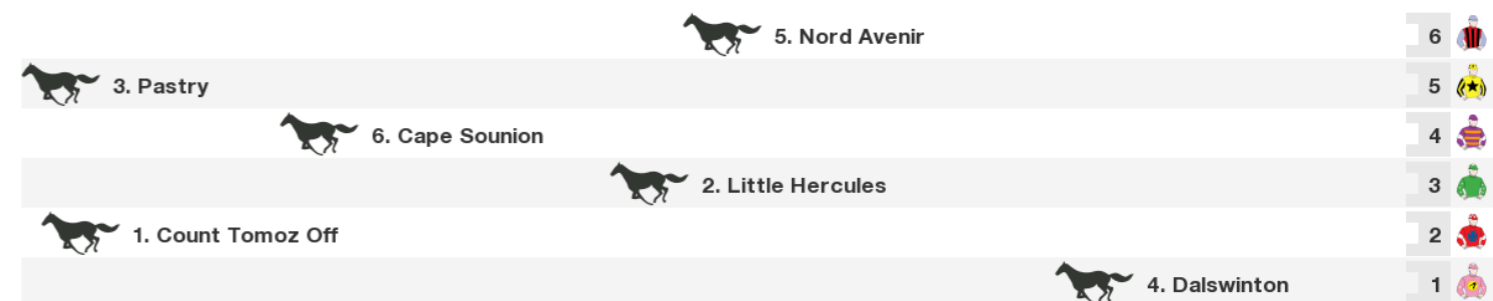 5. Nord Avenir 6
3. Pastry 5
6. Cape Sounion 4
2. Little Hercules 3
1. Count Tomoz Off 2
4. Dalswinton 1